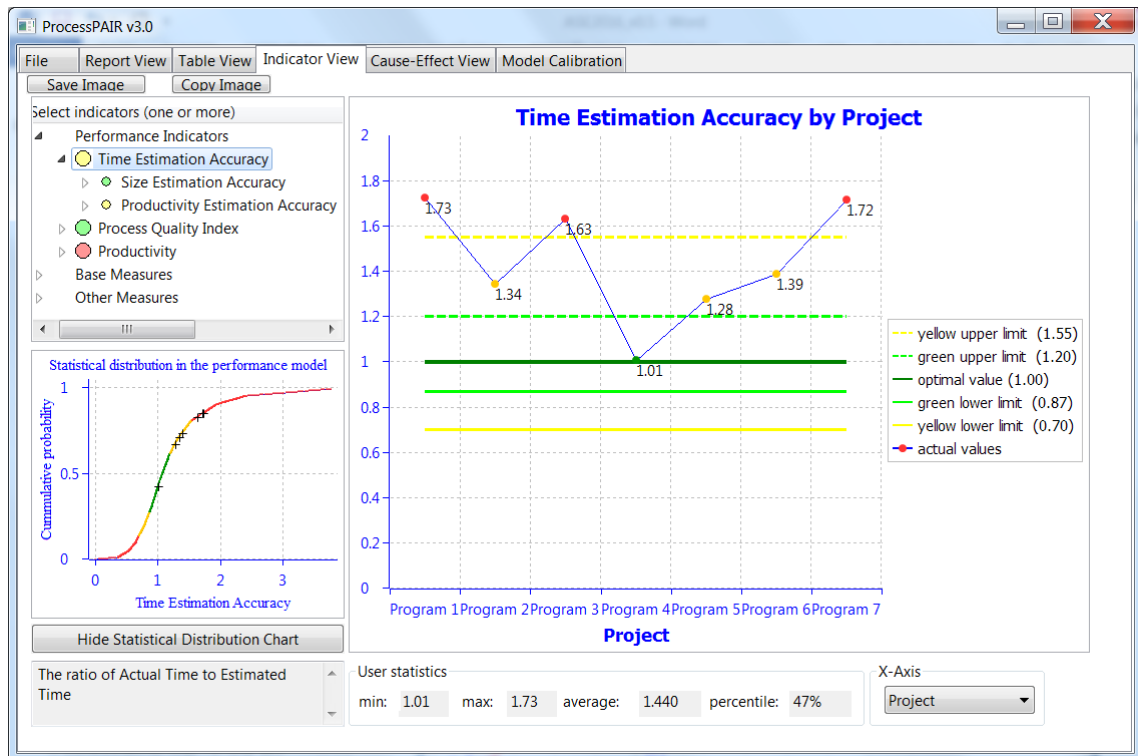 ProcessPAIR v3.0
File Report View Table View Indicator View Cause-Effect View Model Calibration
Save Image Copy Image
Select indicators (one or more)
Performance Indicators
Time Estimation Accuracy
Size Estimation Accuracy
Productivity Estimation Accuracy
Process Quality Index
Productivity
Base Measures
Other Measures
Statistical distribution in the performance model
Cummulative probability
1
0.5
0
0 1 2 3
Time Estimation Accuracy
Hide Statistical Distribution Chart
The ratio of Actual Time to Estimated
Time
Time Estimation Accuracy by Project
2
1.8
1.6
1.4
1.2
1
0.8
0.6
0.4
0.2
0
1.73
1.34
1.63
1.01
1.28
1.39
1.72
Program 1 Program 2 Program 3 Program 4 Program 5 Program 6 Program 7
Project
yellow upper limit (1.55)
green upper limit (1.20)
optimal value (1.00)
green lower limit (0.87)
yellow lower limit (0.70)
actual values
User statistics
min: 1.01 max: 1.73 average: 1.440 percentile: 47%
X-Axis
Project